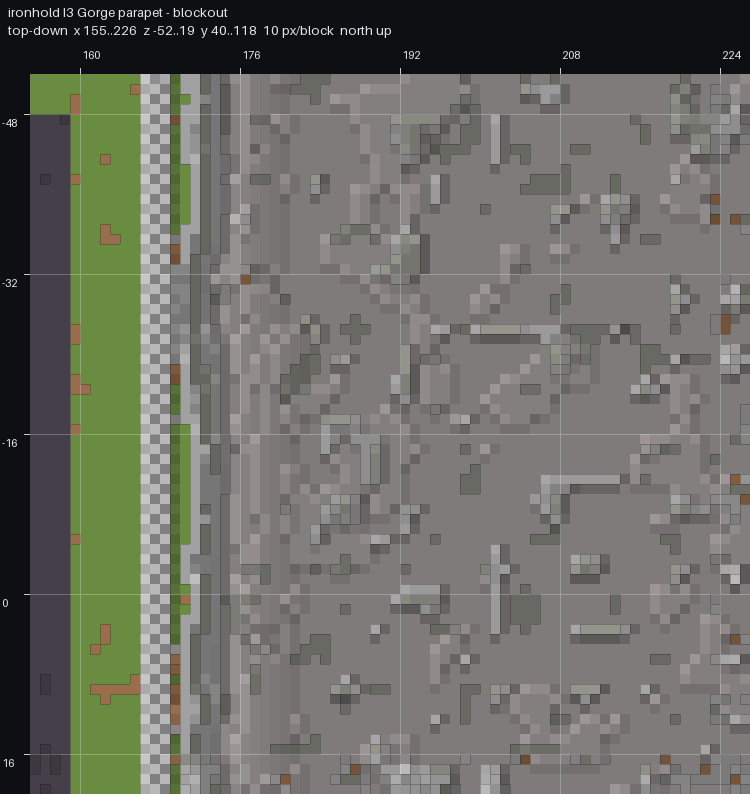 ironhold I3 Gorge parapet - blockout
top-down  x 155..226  z -52..19  y 40..118  10 px/block  north up
160 176 192 208 224
-48
-32
-16
0
16